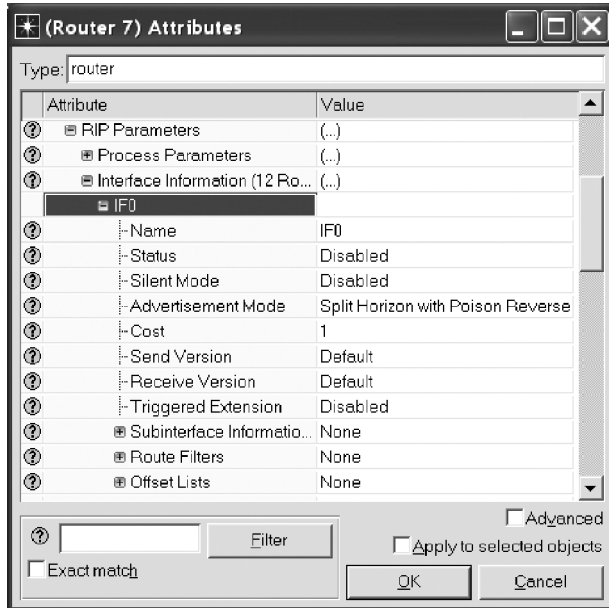 (Router 7) Attributes
Type: router
Attribute Value
RIP Parameters (...)
Process Parameters (...)
Interface Information (12 Ro... (...)
IF0
Name IF0
Status Disabled
Silent Mode Disabled
Advertisement Mode Split Horizon with Poison Reverse
Cost 1
Send Version Default
Receive Version Default
Triggered Extension Disabled
Subinterface Informatio... None
Route Filters None
Offset Lists None
Advanced
Filter
Apply to selected objects
Exact match
OK Cancel